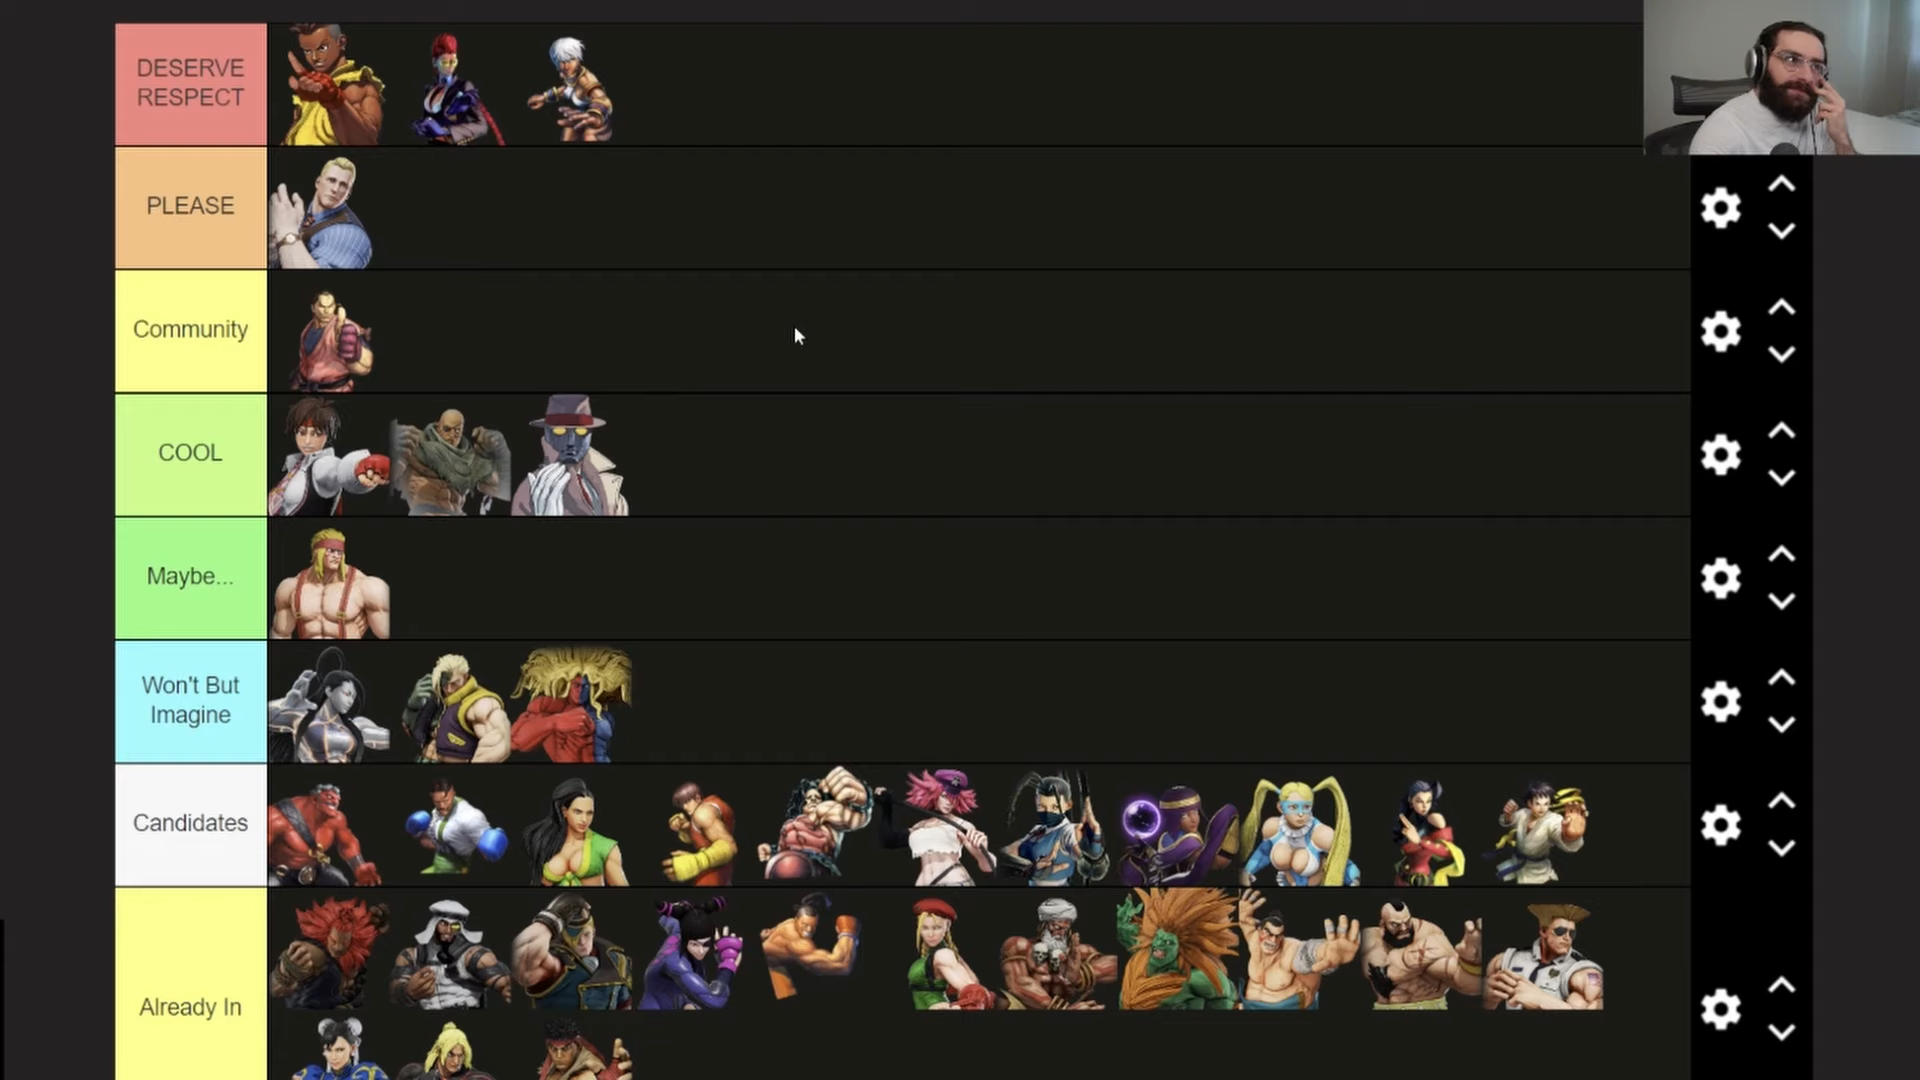 DESERVE
RESPECT
PLEASE
Community
COOL
Maybe...
Won't But
Imagine
Candidates
Already In